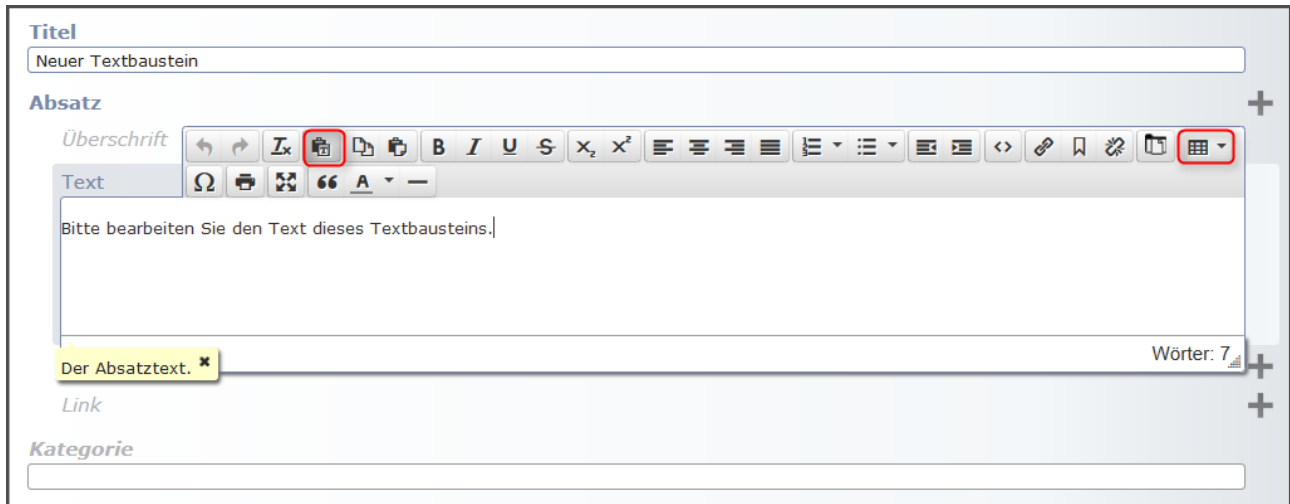 Titel
Neuer Textbaustein
Absatz
Überschrift
Text
Bitte bearbeiten Sie den Text dieses Textbausteins.
Wörter: 7
Der Absatztext.
Link
Kategorie